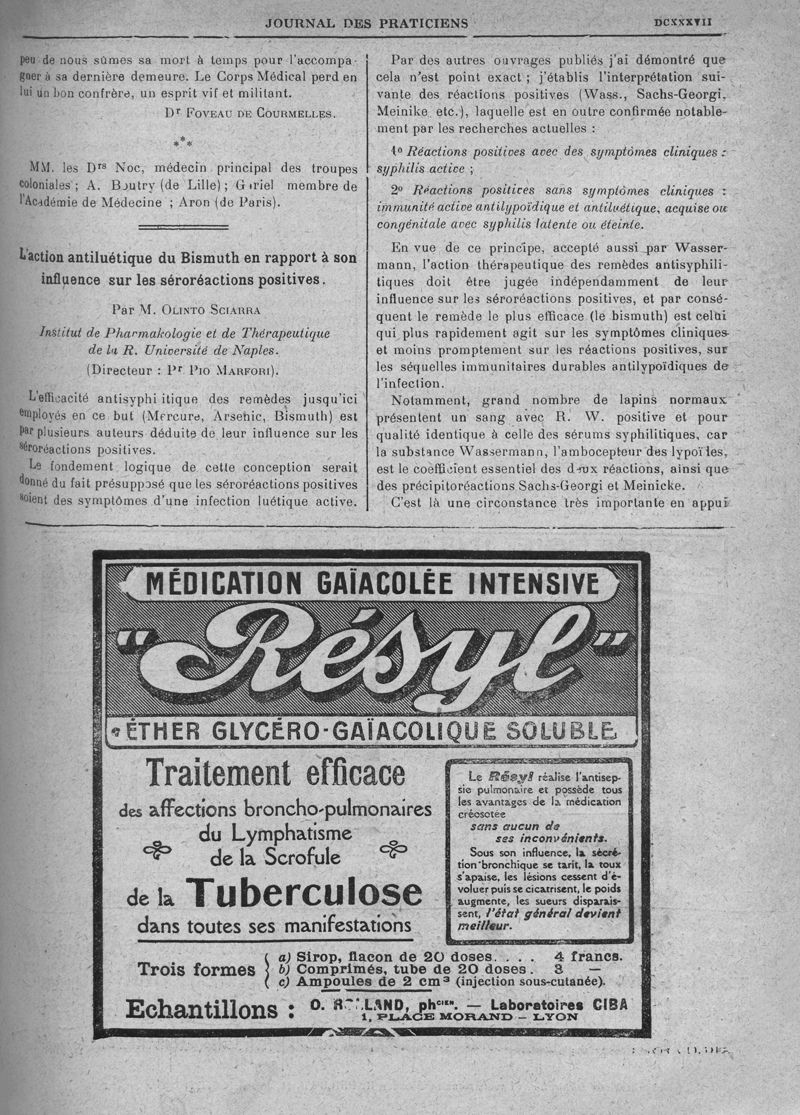 JOURNAL DES PRATICIENS
DCXXXVII
peu de nous sûmes sa mort à temps pour l'accompa-
gner à sa dernière demeure. Le Corps Médical perd en
lui un bon confrère, un esprit vif et militant.
Dr FOVEAU DE COURMELLES.
***
MM. les Drs Noc, médecin principal des troupes
coloniales ; A. Boutry (de Lille) ; Gariel membre de
l'Académie de Médecine ; Aron (de Paris).
L'action antiluétique du Bismuth en rapport à son
influence sur les séroréactions positives.
Par M. OLINTO SCIARRA
Institut de Pharmakologie et de Thérapeutique
de la R. Université de Naples.
(Directeur : Pr PIO MARFORI).
L'efficacité antisyphi itique des remèdes jusqu'ici
employés en ce but (Mercure, Arsenic, Bismuth) est
par plusieurs auteurs déduite de leur influence sur les
séroréactions positives.
Le fondement logique de cette conception serait
donné du fait présupposé que les séroréactions positives
soient des symptômes d'une infection luétique active.
Par des autres ouvrages publiés j'ai démontré que
cela n'est point exact ; j'établis l'interprétation sui-
vante des réactions positives (Wass., Sachs-Georgi,
Meinike etc.), laquelle est en outre confirmée notable-
ment par les recherches actuelles :
1o Réactions positives avec des symptômes cliniques :
syphilis active ;
2o Réactions positives sans symptômes cliniques :
immunité active antilypoïdique et antiluétique, acquise ou
congénitale avec syphilis latente ou éteinte.
En vue de ce principe, accepté aussi par Wasser-
mann, l'action thérapeutique des remèdes antisyphili-
tiques doit être jugée indépendamment de leur
influence sur les séroréactions positives, et par consé-
quent le remède le plus efficace (le bismuth) est celui
qui plus rapidement agit sur les symptômes cliniques
et moins promptement sur les réactions positives, sur
les séquelles immunitaires durables antilypoïdiques de
l'infection.
Notamment, grand nombre de lapins normaux
présentent un sang avec R. W. positive et pour
qualité identique à celle des sérums syphilitiques, car
la substance Wassermann, l'ambocepteur des lypoïdes,
est le coefficient essentiel des deux réactions, ainsi que
des précipitoréactions Sachs-Georgi et Meinicke.
C'est là une circonstance très importante en appui
MÉDICATION GAÏACOLÉE INTENSIVE
"Résyl"
ÉTHER GLYCÉRO-GAÏACOLIQUE SOLUBLE
Traitement efficace
des affections broncho-pulmonaires
du Lymphatisme
de la Scrofule
de la Tuberculose
dans toutes ses manifestations
Le Résyl réalise l'antisep-
sie pulmonaire et possède tous
les avantages de la médication
créosotée
sans aucun de
ses inconvénients.
Sous son influence, la sécré-
tion bronchique se tarit, la toux
s'apaise, les lésions cessent d'é-
voluer puis se cicatrisent, le poids
augmente, les sueurs disparais-
sent, l'état général devient
meilleur.
Trois formes
a) Sirop, flacon de 20 doses. . . . 4 francs.
b) Comprimés, tube de 20 doses . 3 —
c) Ampoules de 2 cm3 (injection sous-cutanée).
Echantillons : O. ph cien. — Laboratoires CIBA
1, PLACE MORAND – LYON